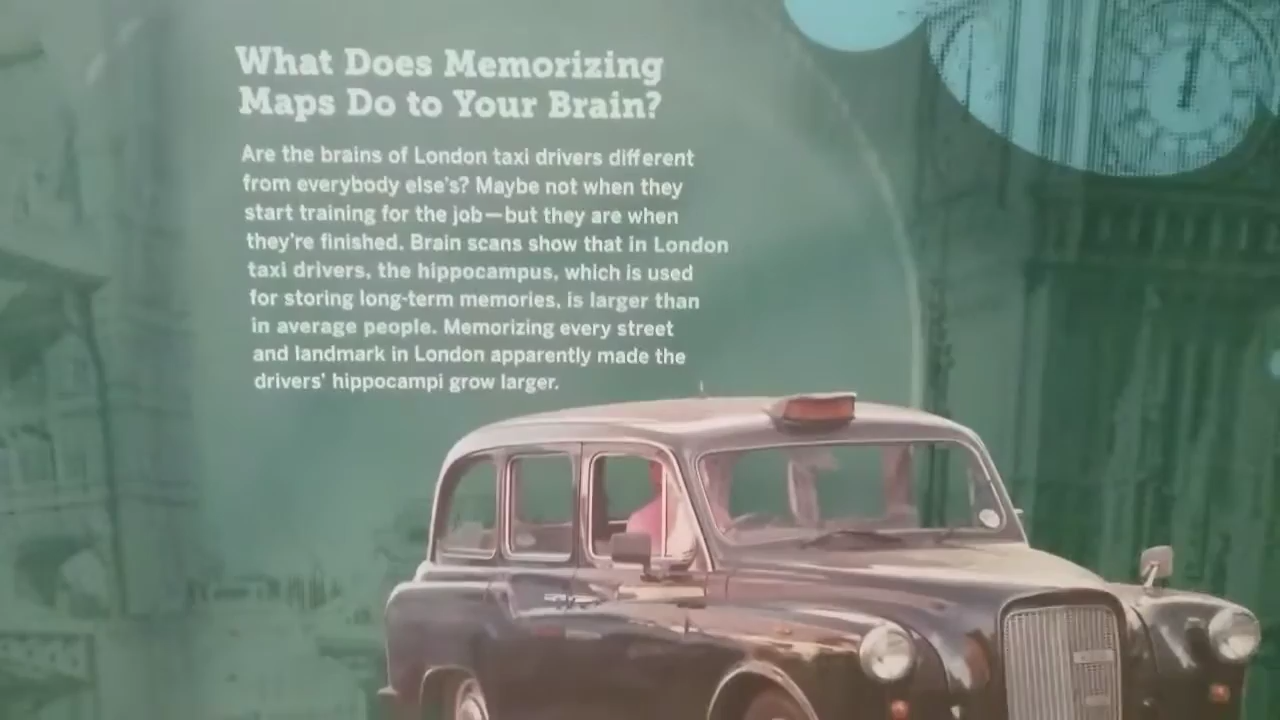 What Does Memorizing
Maps Do to Your Brain?
Are the brains of London taxi drivers different
from everybody else's? Maybe not when they
start training for the job—but they are when
they're finished. Brain scans show that in London
taxi drivers, the hippocampus, which is used
for storing long-term memories, is larger than
in average people. Memorizing every street
and landmark in London apparently made the
drivers' hippocampi grow larger.